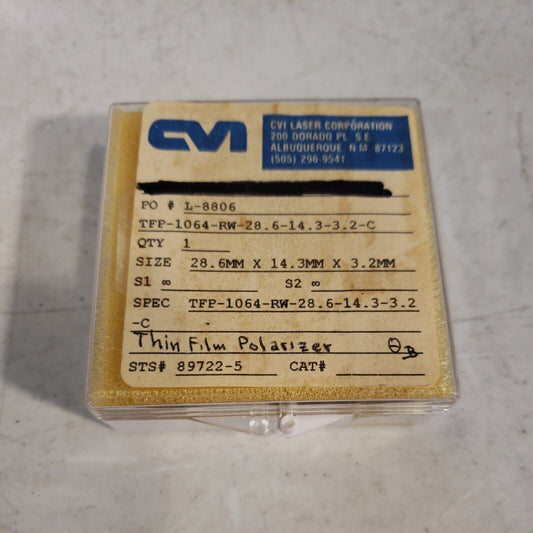 CVI
CVI LASER CORPORATION
200 DORADO PL. S.E.
ALBUQUERQUE, N.M. 87123
(505) 296-9541
PO # L-8806
TFP-1064-RW-28.6-14.3-3.2-C
QTY 1
SIZE 28.6MM X 14.3MM X 3.2MM
S1 ∞ S2 ∞
SPEC TFP-1064-RW-28.6-14.3-3.2
-C
Thin Film Polarizer θB
STS# 89722-5 CAT#